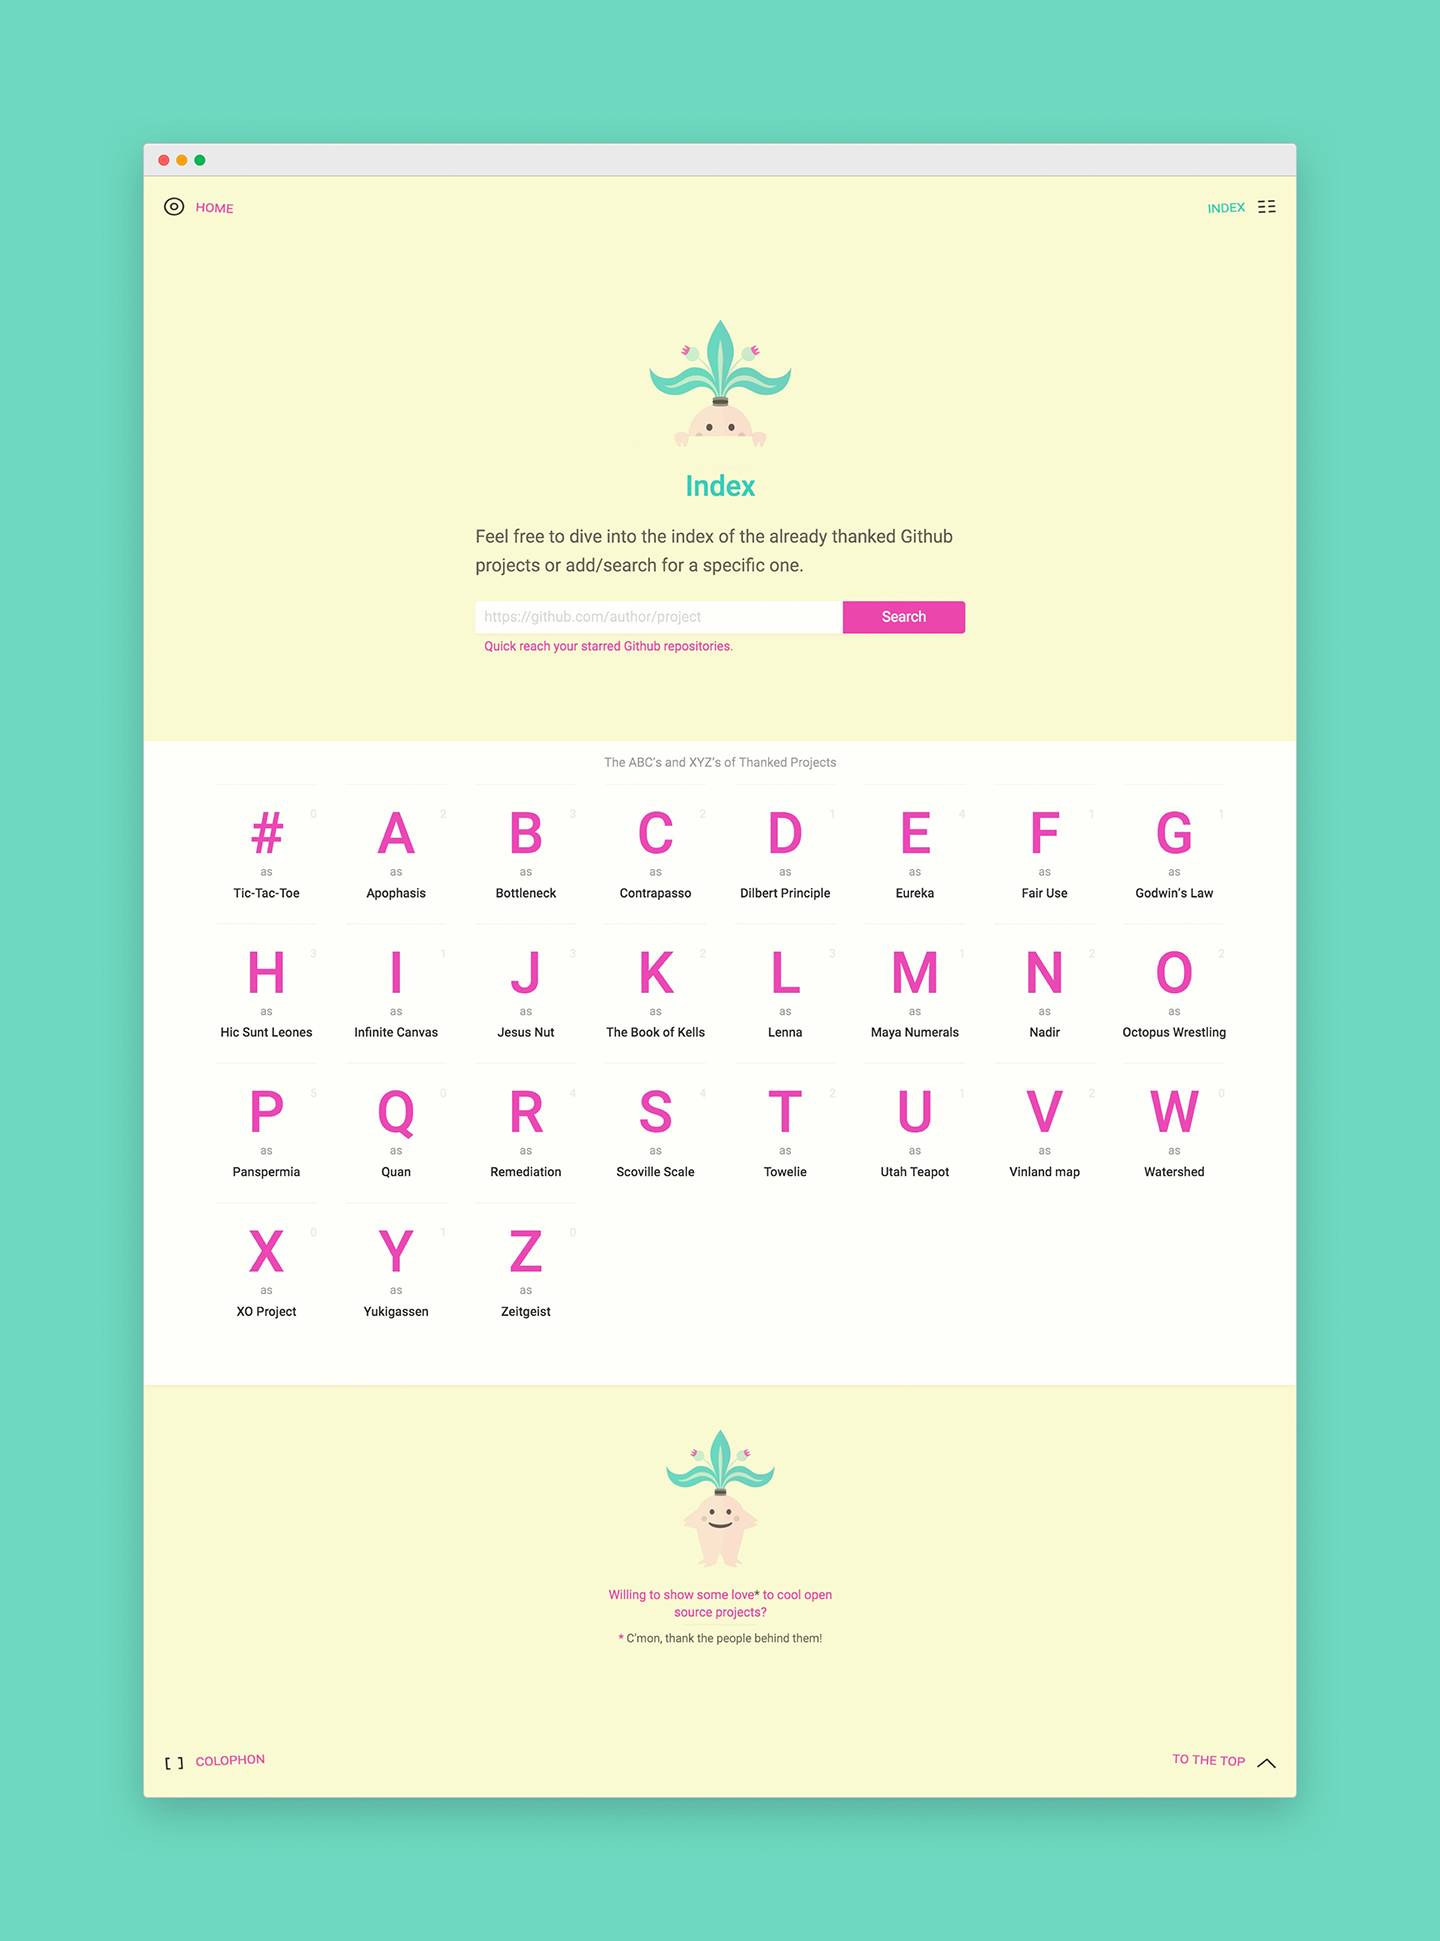 HOME
INDEX
Index
Feel free to dive into the index of the already thanked Github
projects or add/search for a specific one.
https://github.com/author/project
Search
Quick reach your starred Github repositories.
The ABC's and XYZ's of Thanked Projects
# 0 A 2 B 3 C 2 D 1 E 4 F 1 G 1
as as as as as as as as
Tic-Tac-Toe Apophasis Bottleneck Contrapasso Dilbert Principle Eureka Fair Use Godwin's Law
H 3 I 1 J 3 K 2 L 3 M 1 N 2 O 2
as as as as as as as as
Hic Sunt Leones Infinite Canvas Jesus Nut The Book of Kells Lenna Maya Numerals Nadir Octopus Wrestling
P 5 Q 0 R 4 S 4 T 2 U 1 V 2 W 0
as as as as as as as as
Panspermia Quan Remediation Scoville Scale Towelie Utah Teapot Vinland map Watershed
X 0 Y 1 Z 0
as as as
XO Project Yukigassen Zeitgeist
Willing to show some love* to cool open
source projects?
* C'mon, thank the people behind them!
[ ] COLOPHON
TO THE TOP